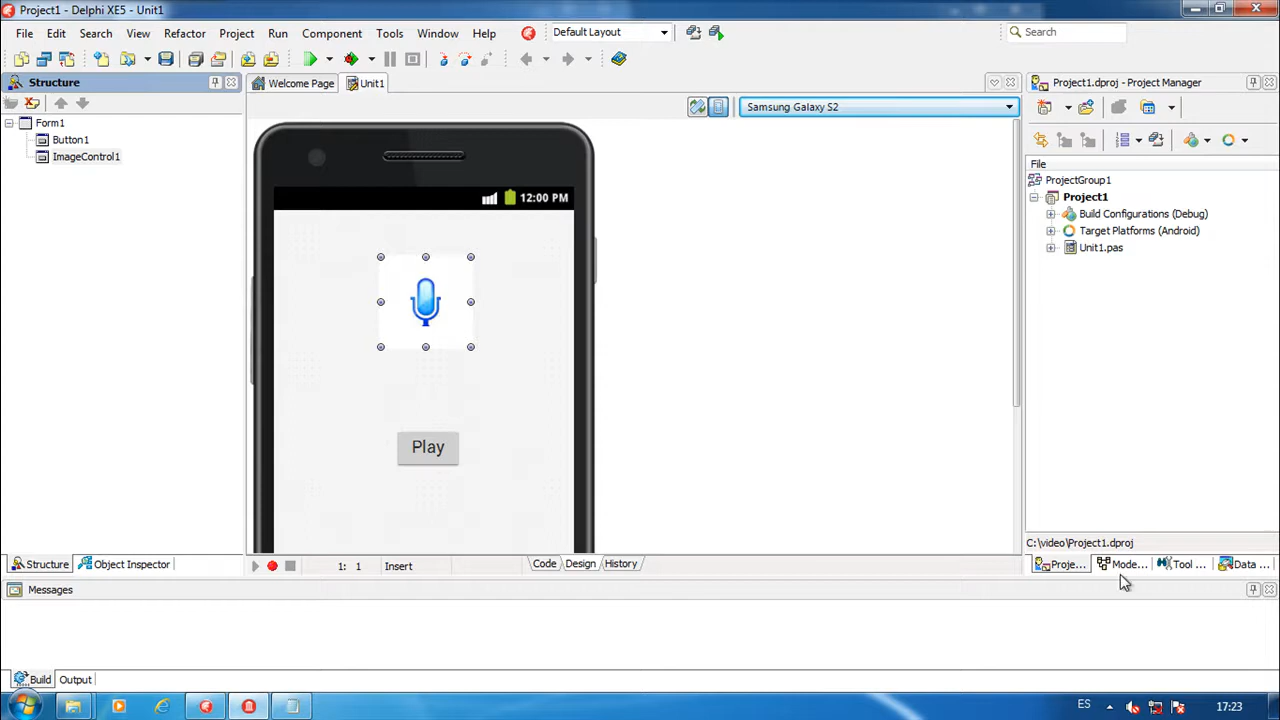 Project1 - Delphi XE5 - Unit1
File Edit Search View Refactor Project Run Component Tools Window Help Default Layout Search
Structure
Welcome Page Unit1
Project1.dproj - Project Manager
Samsung Galaxy S2
Form1
Button1
ImageControl1
12:00 PM
Play
File
ProjectGroup1
Project1
Build Configurations (Debug)
Target Platforms (Android)
Unit1.pas
C:\video\Project1.dproj
Structure Object Inspector
1: 1 Insert
Code Design History
Proje... Mode... Tool ... Data ...
Messages
Build Output
ES 17:23